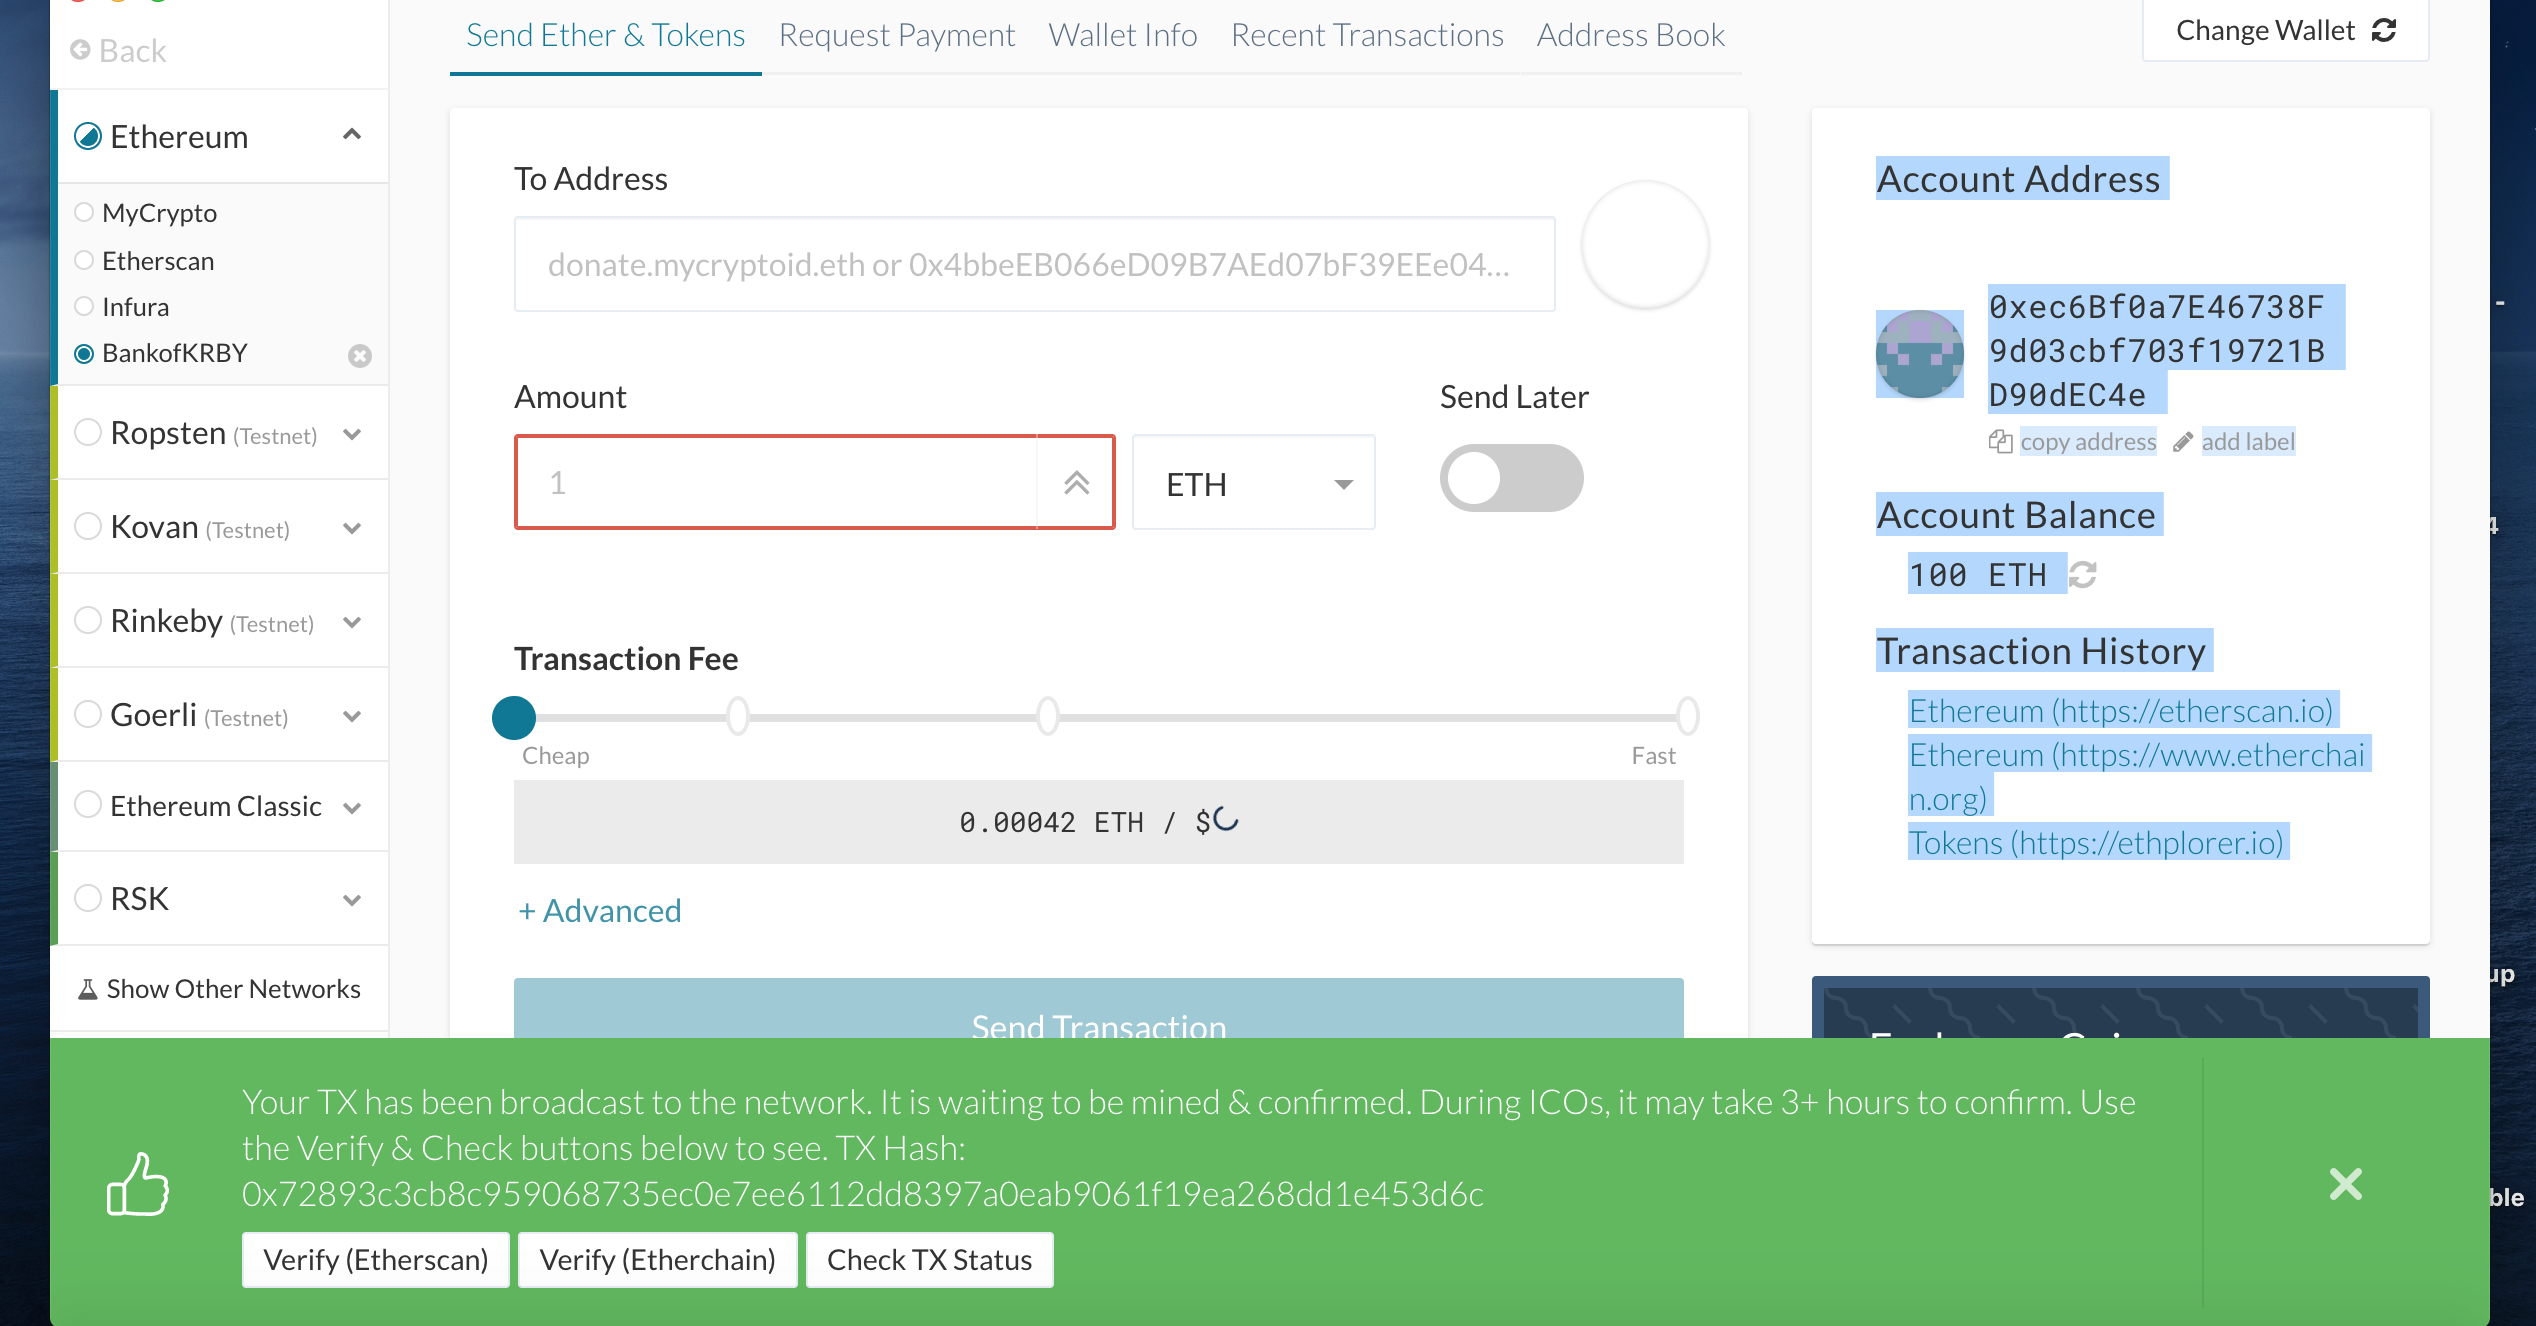 Back
Ethereum
MyCrypto
Etherscan
Infura
BankofKRBY
Ropsten (Testnet)
Kovan (Testnet)
Rinkeby (Testnet)
Goerli (Testnet)
Ethereum Classic
RSK
Show Other Networks
Send Ether & Tokens Request Payment Wallet Info Recent Transactions Address Book
Change Wallet
To Address
donate.mycryptoid.eth or 0x4bbeEB066eD09B7AEd07bF39EEe04...
Amount
Send Later
1
ETH
Transaction Fee
Cheap
Fast
0.00042 ETH / $
+ Advanced
Send Transaction
Account Address
0xec6Bf0a7E46738F
9d03cbf703f19721B
D90dEC4e
copy address add label
Account Balance
100 ETH
Transaction History
Ethereum (https://etherscan.io)
Ethereum (https://www.etherchai
n.org)
Tokens (https://ethplorer.io)
Your TX has been broadcast to the network. It is waiting to be mined & confirmed. During ICOs, it may take 3+ hours to confirm. Use
the Verify & Check buttons below to see. TX Hash:
0x72893c3cb8c959068735ec0e7ee6112dd8397a0eab9061f19ea268dd1e453d6c
Verify (Etherscan) Verify (Etherchain) Check TX Status